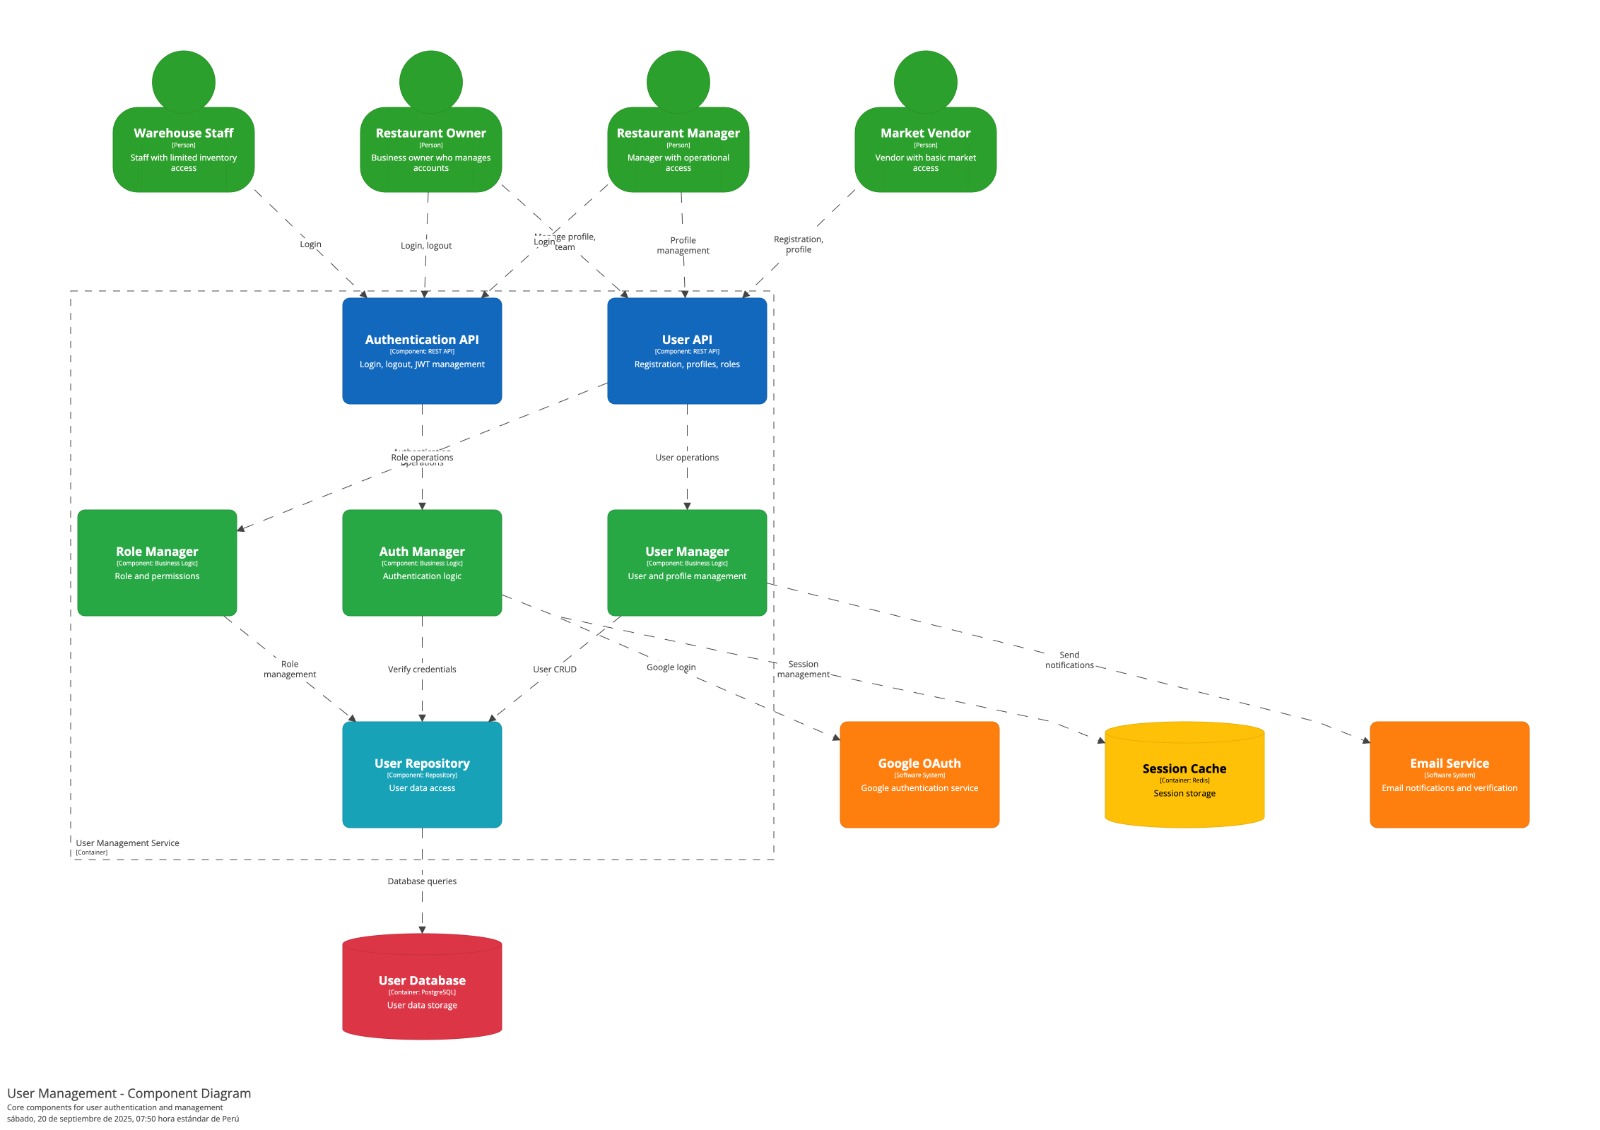 Warehouse Staff
[Person]
Staff with limited inventory
access
Restaurant Owner
[Person]
Business owner who manages
accounts
Restaurant Manager
[Person]
Manager with operational
access
Market Vendor
[Person]
Vendor with basic market
access
Login
Login, logout
Login
profile,
team
Profile
management
Registration,
profile
Authentication API
[Component: REST API]
Login, logout, JWT management
User API
[Component: REST API]
Registration, profiles, roles
Role operations
User operations
Role Manager
[Component: Business Logic]
Role and permissions
Auth Manager
[Component: Business Logic]
Authentication logic
User Manager
[Component: Business Logic]
User and profile management
Role
management
Verify credentials
User CRUD
Google login
Session
management
Send
notifications
User Repository
[Component: Repository]
User data access
Google OAuth
[Software System]
Google authentication service
Session Cache
[Container: Redis]
Session storage
Email Service
[Software System]
Email notifications and verification
User Management Service
[Container]
Database queries
User Database
[Container: PostgreSQL]
User data storage
User Management - Component Diagram
Core components for user authentication and management
sábado, 20 de septiembre de 2025, 07:50 hora estándar de Perú